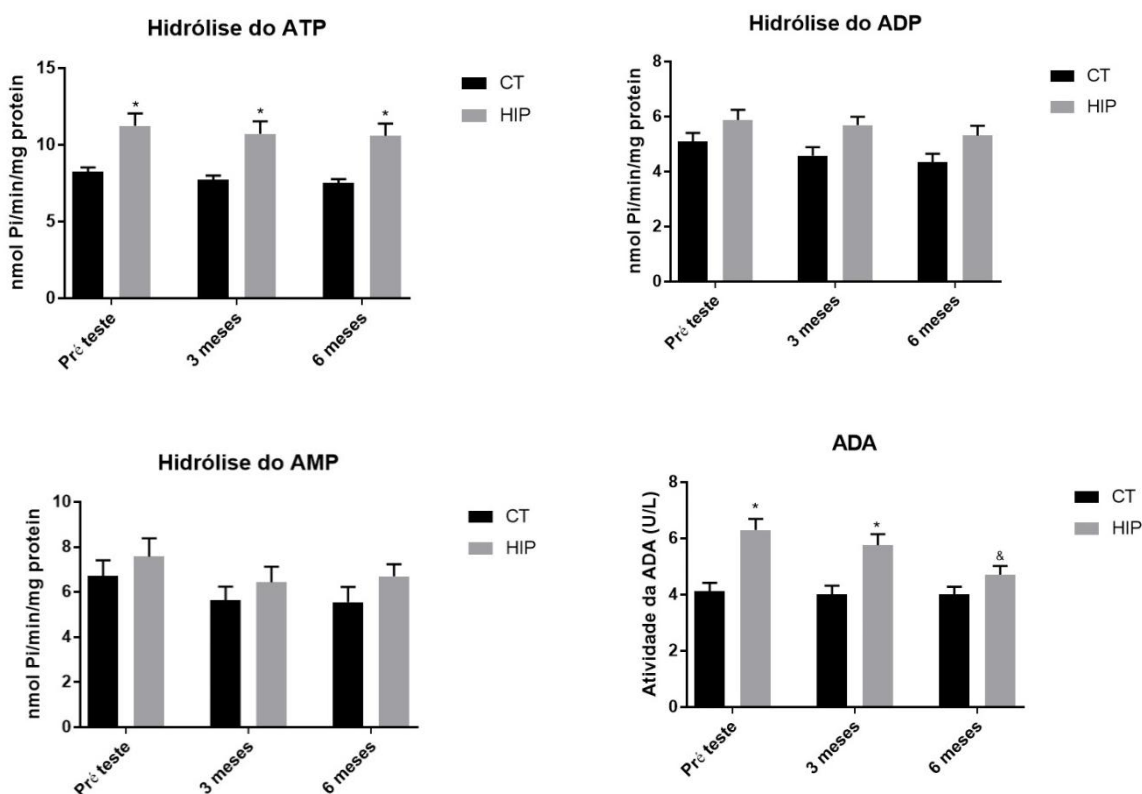 Hidrólise do ATP
nmol Pi/min/mg protein
15
10
5
0
*
*
*
Pré teste
3 meses
6 meses
CT
HIP
Hidrólise do ADP
nmol Pi/min/mg protein
8
6
4
2
0
Pré teste
3 meses
6 meses
CT
HIP
Hidrólise do AMP
nmol Pi/min/mg protein
10
8
6
4
2
0
Pré teste
3 meses
6 meses
CT
HIP
ADA
Atividade da ADA (U/L)
8
6
4
2
0
*
*
&
Pré teste
3 meses
6 meses
CT
HIP